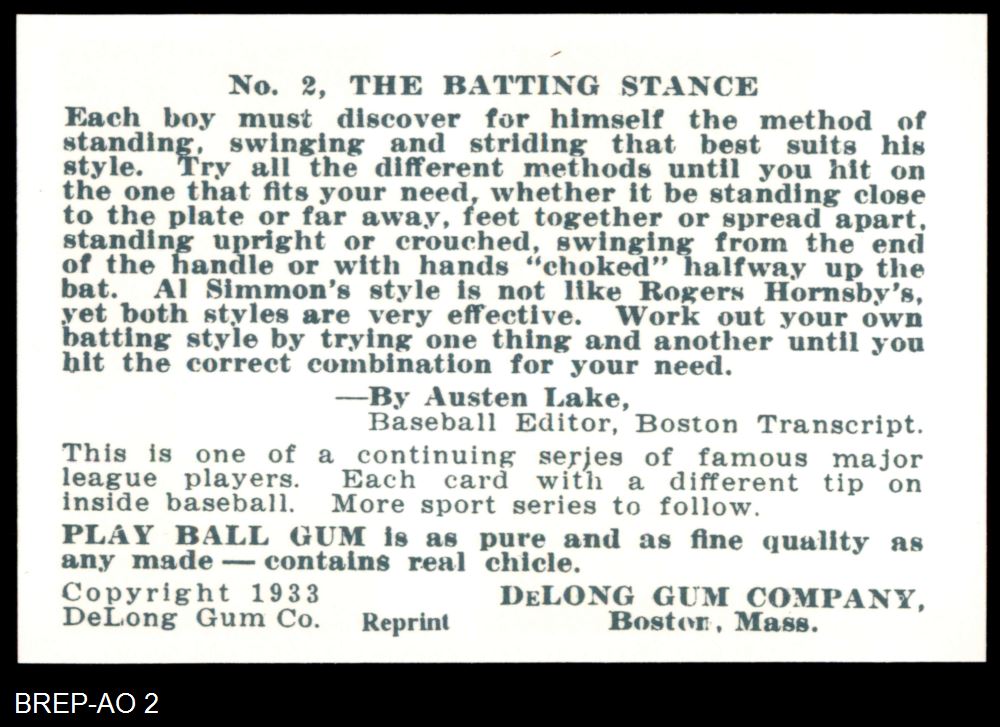 No. 2, THE BATTING STANCE
Each boy must discover for himself the method of
standing, swinging and striding that best suits his
style. Try all the different methods until you hit on
the one that fits your need, whether it be standing close
to the plate or far away, feet together or spread apart,
standing upright or crouched, swinging from the end
of the handle or with hands “choked” halfway up the
bat. Al Simmon's style is not like Rogers Hornsby's,
yet both styles are very effective. Work out your own
batting style by trying one thing and another until you
hit the correct combination for your need.
—By Austen Lake,
Baseball Editor, Boston Transcript.
This is one of a continuing series of famous major
league players. Each card with a different tip on
inside baseball. More sport series to follow.
PLAY BALL GUM is as pure and as fine quality as
any made — contains real chicle.
Copyright 1933
DeLong Gum Co.
Reprint
DELONG GUM COMPANY,
Boston, Mass.
BREP-AO 2